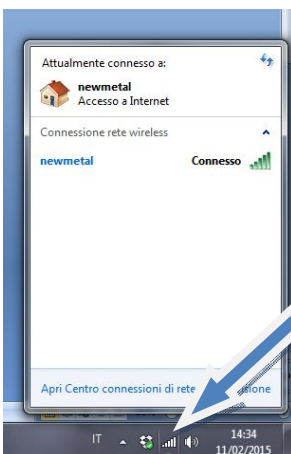 Attualmente connesso a:
newmetal
Accesso a Internet
Connessione rete wireless
newmetal Connesso
Apri Centro connessioni di rete
IT 14:34
11/02/2015